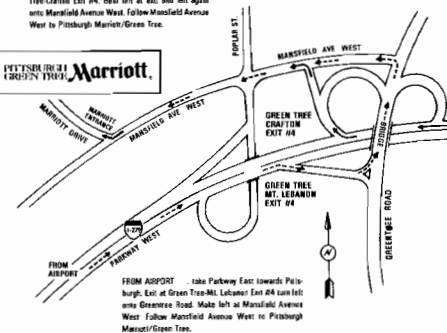 Tree-Crafton Exit #4. Bear left at exit and left again
onto Mansfield Avenue West. Follow Mansfield Avenue
West to Pittsburgh Marriott/Green Tree.
PITTSBURGH
GREEN TREE Marriott.
POPLAR ST.
MANSFIELD AVE WEST
MARRIOTT
ENTRANCE
MARRIOTT DRIVE
MANSFIELD AVE WEST
GREEN TREE
CRAFTON
EXIT #4
BRIDGE
GREEN TREE
MT. LEBANON
EXIT #4
GREENTREE ROAD
I-279
PARKWAY WEST
FROM
AIRPORT
N
FROM AIRPORT . . take Parkway East towards Pitts-
burgh. Exit at Green Tree-Mt. Lebanon Exit #4 turn left
onto Greentree Road. Make left at Mansfield Avenue
West Follow Mansfield Avenue West to Pittsburgh
Marriott/Green Tree.